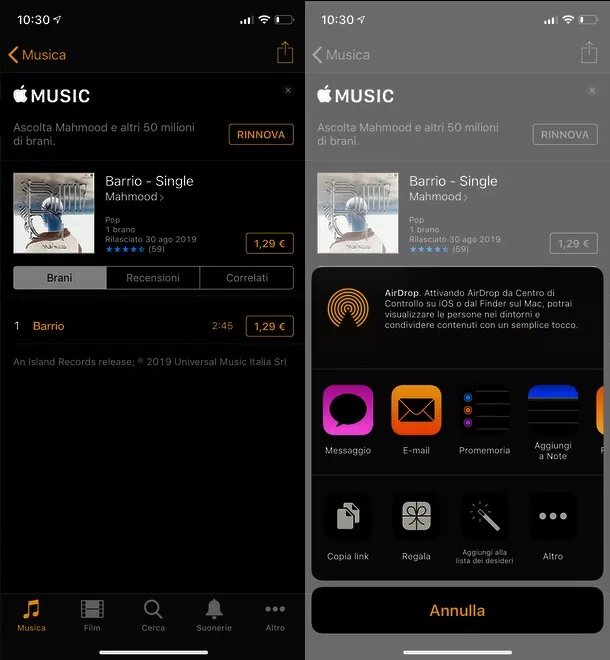 10:30
Musica
MUSIC
Ascolta Mahmood e altri 50 milioni
di brani.
RINNOVA
Barrio - Single
Mahmood
Pop
1 brano
Rilasciato 30 ago 2019
(59)
1,29 €
Brani
Recensioni
Correlati
1 Barrio 2:45 1,29 €
An Island Records release; ℗ 2019 Universal Music Italia Srl
Musica
Film
Cerca
Suonerie
Altro
10:30
Musica
MUSIC
Ascolta Mahmood e altri 50 milioni
di brani.
RINNOVA
Barrio - Single
Mahmood
Pop
1 brano
Rilasciato 30 ago 2019
(59)
1,29 €
AirDrop. Attivando AirDrop da Centro di
Controllo su iOS o dal Finder sul Mac, potrai
visualizzare le persone nei dintorni e
condividere contenuti con un semplice tocco.
Messaggio
E-mail
Promemoria
Aggiungi
a Note
Copia link
Regala
Aggiungi alla
lista dei desideri
Altro
Annulla